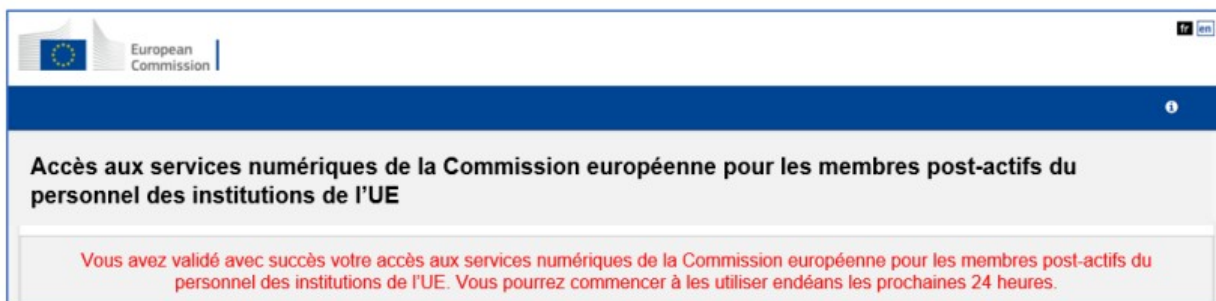 European
Commission
fr en
Accès aux services numériques de la Commission européenne pour les membres post-actifs du
personnel des institutions de l'UE
Vous avez validé avec succès votre accès aux services numériques de la Commission européenne pour les membres post-actifs du
personnel des institutions de l'UE. Vous pourrez commencer à les utiliser endéans les prochaines 24 heures.